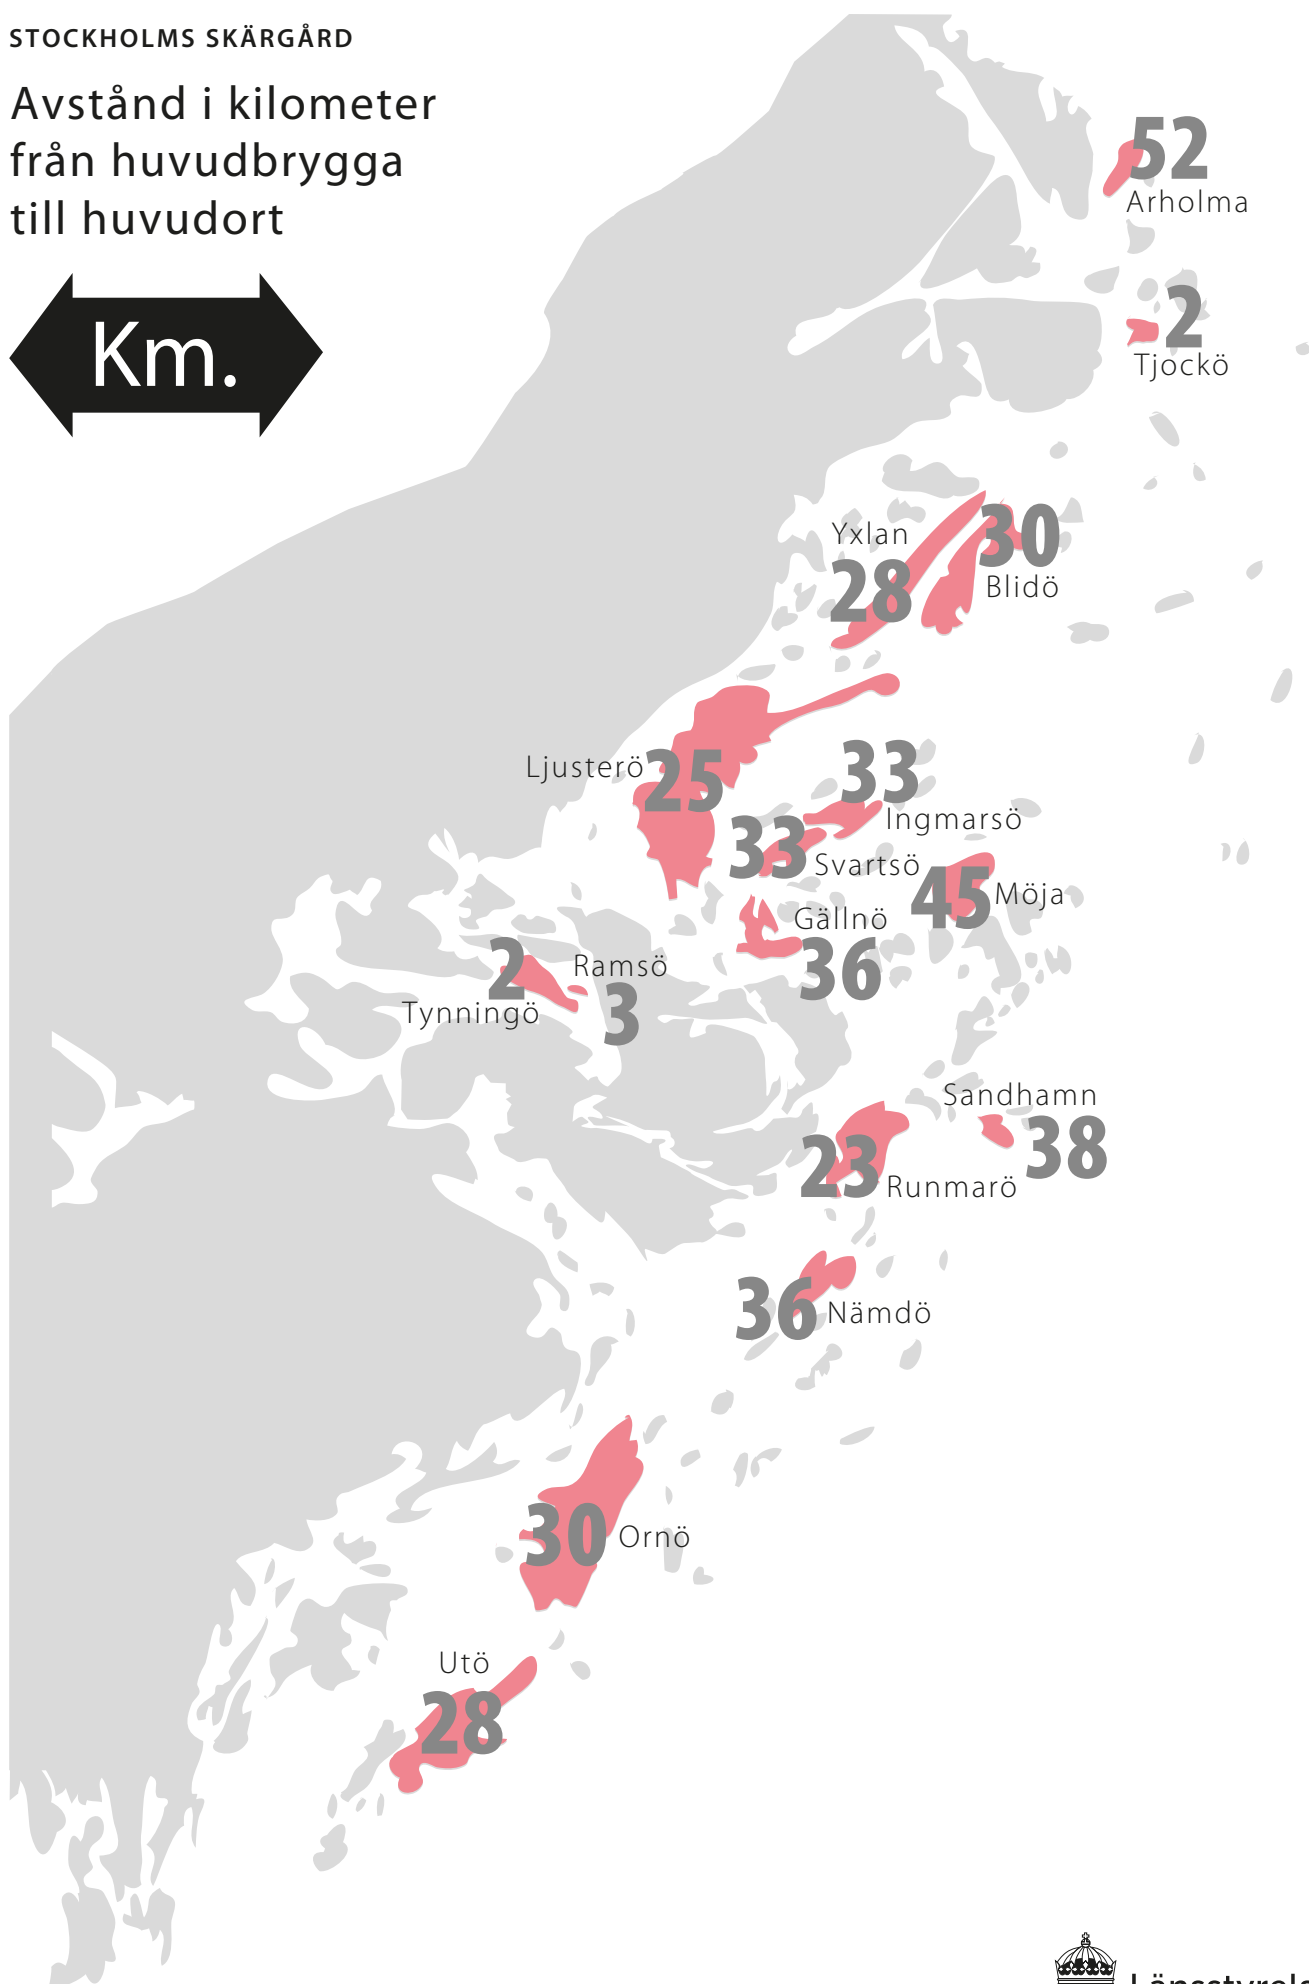 STOCKHOLMS SKÄRGÅRD
Avstånd i kilometer
från huvudbrygga
till huvudort
Km.
52
Arholma
2
Tjockö
Yxlan
28
30
Blidö
Ljusterö 25
33
Ingmarsö
33
Svartsö
45 Möja
Gällnö
36
2
Tynningö
Ramsö
3
Sandhamn
38
23 Runmarö
36 Nämdö
30 Ornö
Utö
28